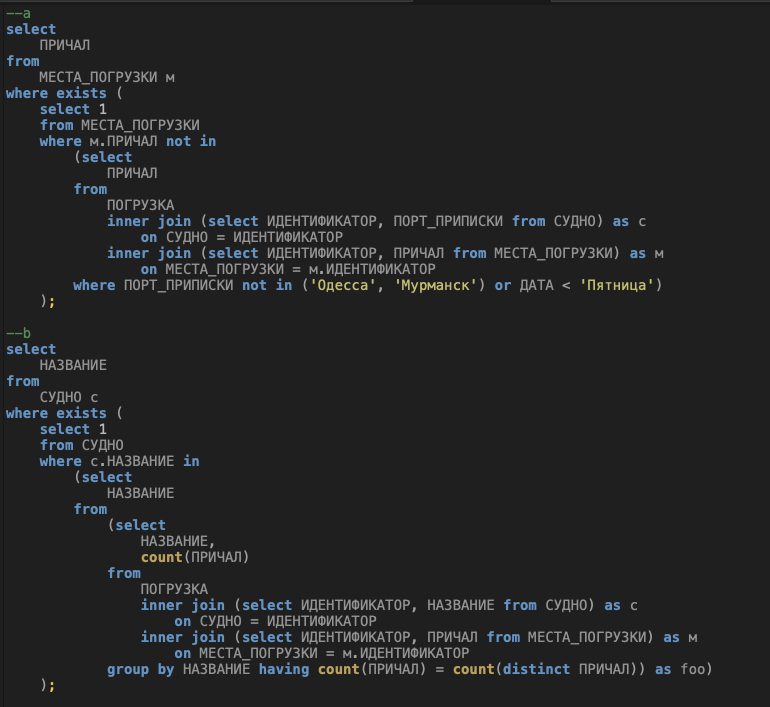 --a
select
    ПРИЧАЛ
from
    МЕСТА_ПОГРУЗКИ м
where exists (
    select 1
    from МЕСТА_ПОГРУЗКИ
    where м.ПРИЧАЛ not in
        (select
            ПРИЧАЛ
        from
            ПОГРУЗКА
            inner join (select ИДЕНТИФИКАТОР, ПОРТ_ПРИПИСКИ from СУДНО) as с
                on СУДНО = ИДЕНТИФИКАТОР
            inner join (select ИДЕНТИФИКАТОР, ПРИЧАЛ from МЕСТА_ПОГРУЗКИ) as м
                on МЕСТА_ПОГРУЗКИ = м.ИДЕНТИФИКАТОР
        where ПОРТ_ПРИПИСКИ not in ('Одесса', 'Мурманск') or ДАТА < 'Пятница')
    );
--b
select
    НАЗВАНИЕ
from
    СУДНО с
where exists (
    select 1
    from СУДНО
    where с.НАЗВАНИЕ in
        (select
            НАЗВАНИЕ
        from
            (select
                НАЗВАНИЕ,
                count(ПРИЧАЛ)
            from
                ПОГРУЗКА
                inner join (select ИДЕНТИФИКАТОР, НАЗВАНИЕ from СУДНО) as с
                    on СУДНО = ИДЕНТИФИКАТОР
                inner join (select ИДЕНТИФИКАТОР, ПРИЧАЛ from МЕСТА_ПОГРУЗКИ) as м
                    on МЕСТА_ПОГРУЗКИ = м.ИДЕНТИФИКАТОР
            group by НАЗВАНИЕ having count(ПРИЧАЛ) = count(distinct ПРИЧАЛ)) as foo)
    );